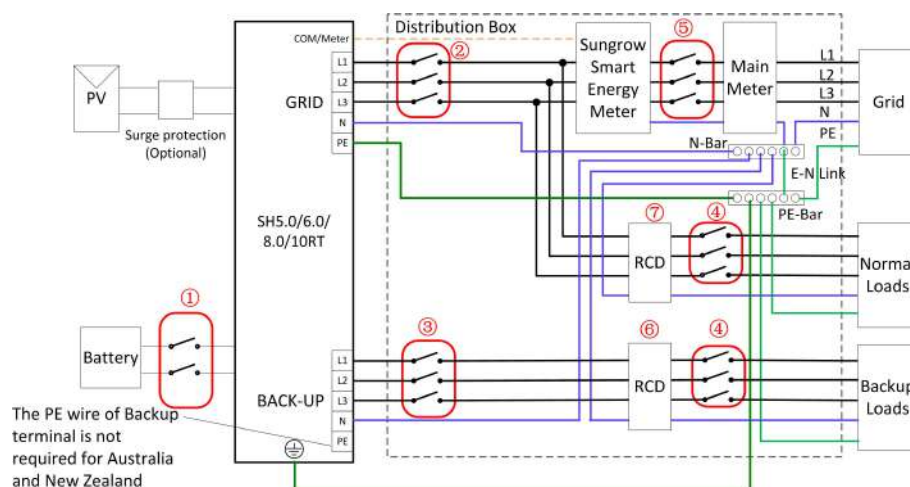 Distribution Box
COM/Meter
②
⑤
L1
L2
L3
N
PE
GRID
Sungrow
Smart
Energy
Meter
Main
Meter
L1
L2
L3
N
PE
Grid
PV
Surge protection
(Optional)
N-Bar
E-N Link
PE-Bar
SH5.0/6.0/
8.0/10RT
⑦
④
RCD
Normal
Loads
①
Battery
③
⑥
④
L1
L2
L3
N
PE
BACK-UP
RCD
Backup
Loads
The PE wire of Backup
terminal is not
required for Australia
and New Zealand